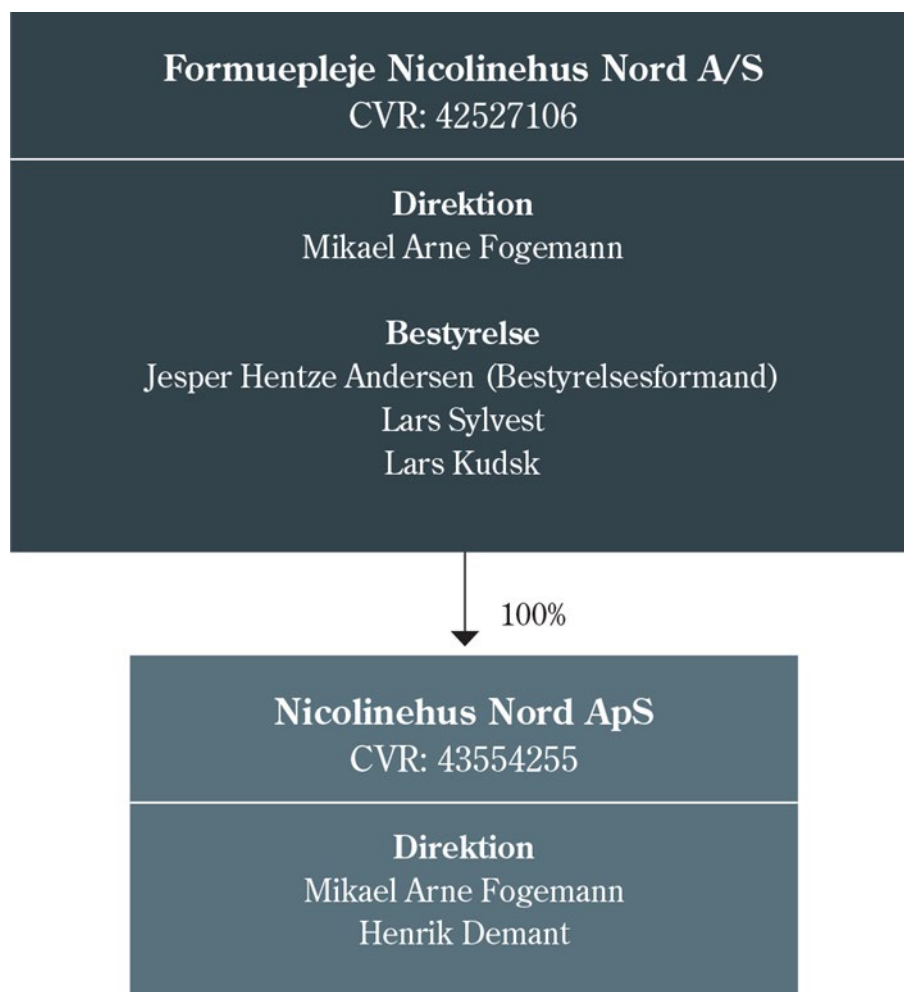 Formuepleje Nicolinehus Nord A/S
CVR: 42527106
Direktion
Mikael Arne Fogemann
Bestyrelse
Jesper Hentze Andersen (Bestyrelsesformand)
Lars Sylvest
Lars Kudsk
100%
Nicolinehus Nord ApS
CVR: 43554255
Direktion
Mikael Arne Fogemann
Henrik Demant